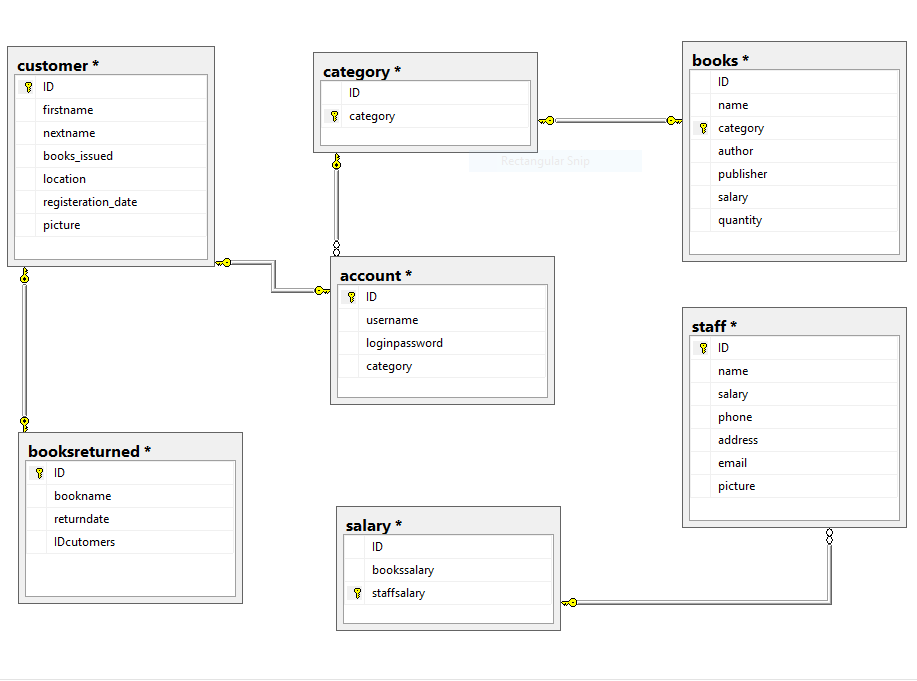 customer *
ID
firstname
nextname
books_issued
location
registeration_date
picture
category *
ID
category
books *
ID
name
category
author
publisher
salary
quantity
Rectangular Snip
account *
ID
username
loginpassword
category
staff *
ID
name
salary
phone
address
email
picture
booksreturned *
ID
bookname
returndate
IDcutomers
salary *
ID
bookssalary
staffsalary